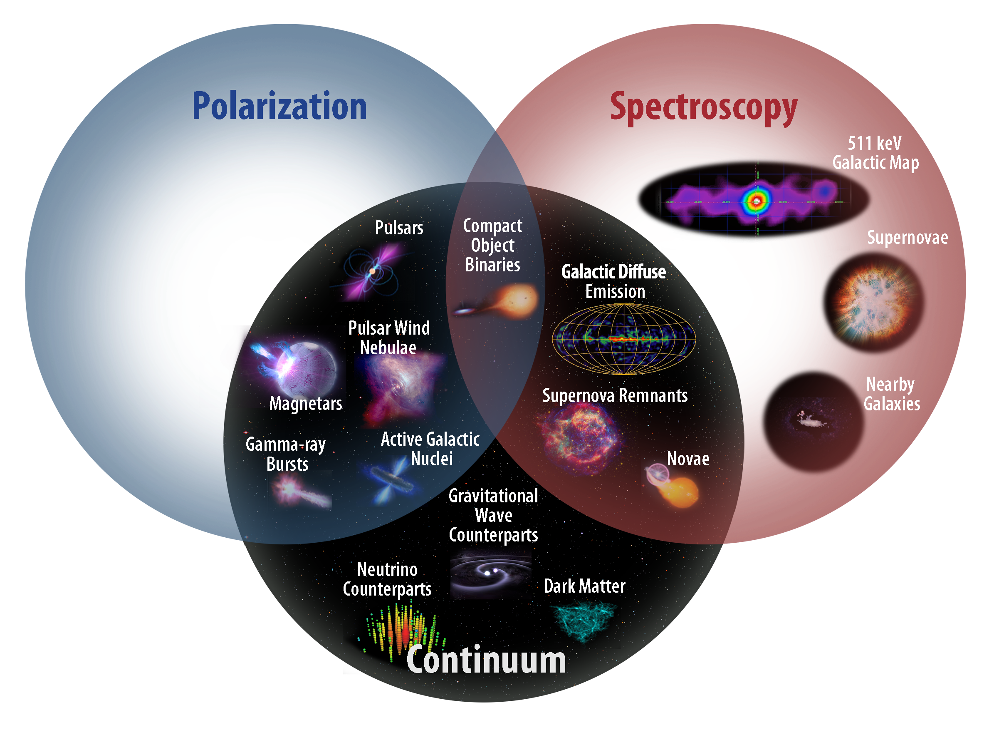 Polarization
Spectroscopy
511 keV
Galactic Map
Supernovae
Nearby
Galaxies
Pulsars
Compact
Object
Binaries
Galactic Diffuse
Emission
Pulsar Wind
Nebulae
Magnetars
Supernova Remnants
Gamma-ray
Bursts
Active Galactic
Nuclei
Novae
Gravitational
Wave
Counterparts
Neutrino
Counterparts
Dark Matter
Continuum